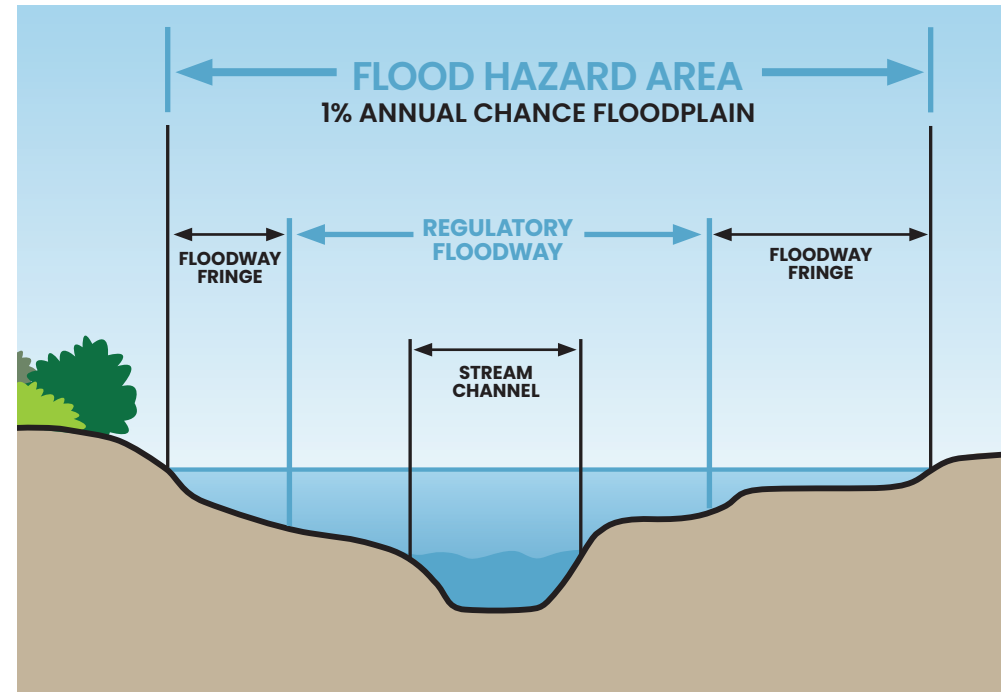 FLOOD HAZARD AREA
1% ANNUAL CHANCE FLOODPLAIN
REGULATORY
FLOODWAY
FLOODWAY
FRINGE
FLOODWAY
FRINGE
STREAM
CHANNEL